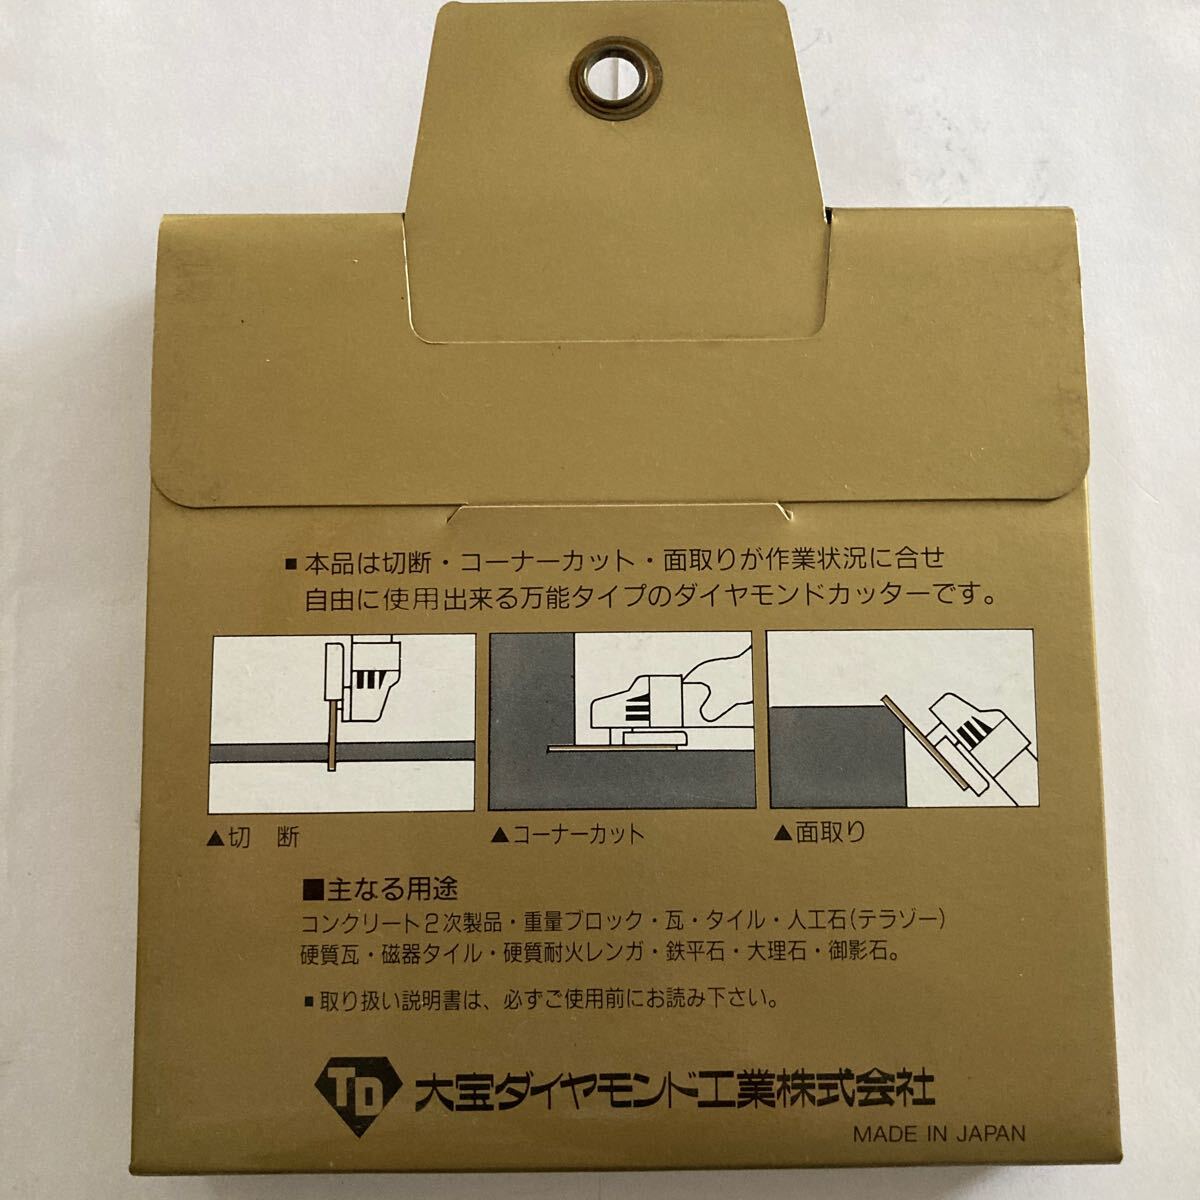 ■本品は切断・コーナーカット・面取りが作業状況に合せ
自由に使用出来る万能タイプのダイヤモンドカッターです。
▲切 断
▲コーナーカット
▲面取り
■主なる用途
コンクリート2次製品・重量ブロック・瓦・タイル・人工石(テラゾー)
硬質瓦・磁器タイル・硬質耐火レンガ・鉄平石・大理石・御影石。
■取り扱い説明書は、必ずご使用前にお読み下さい。
TD 大宝ダイヤモンド工業株式会社
MADE IN JAPAN